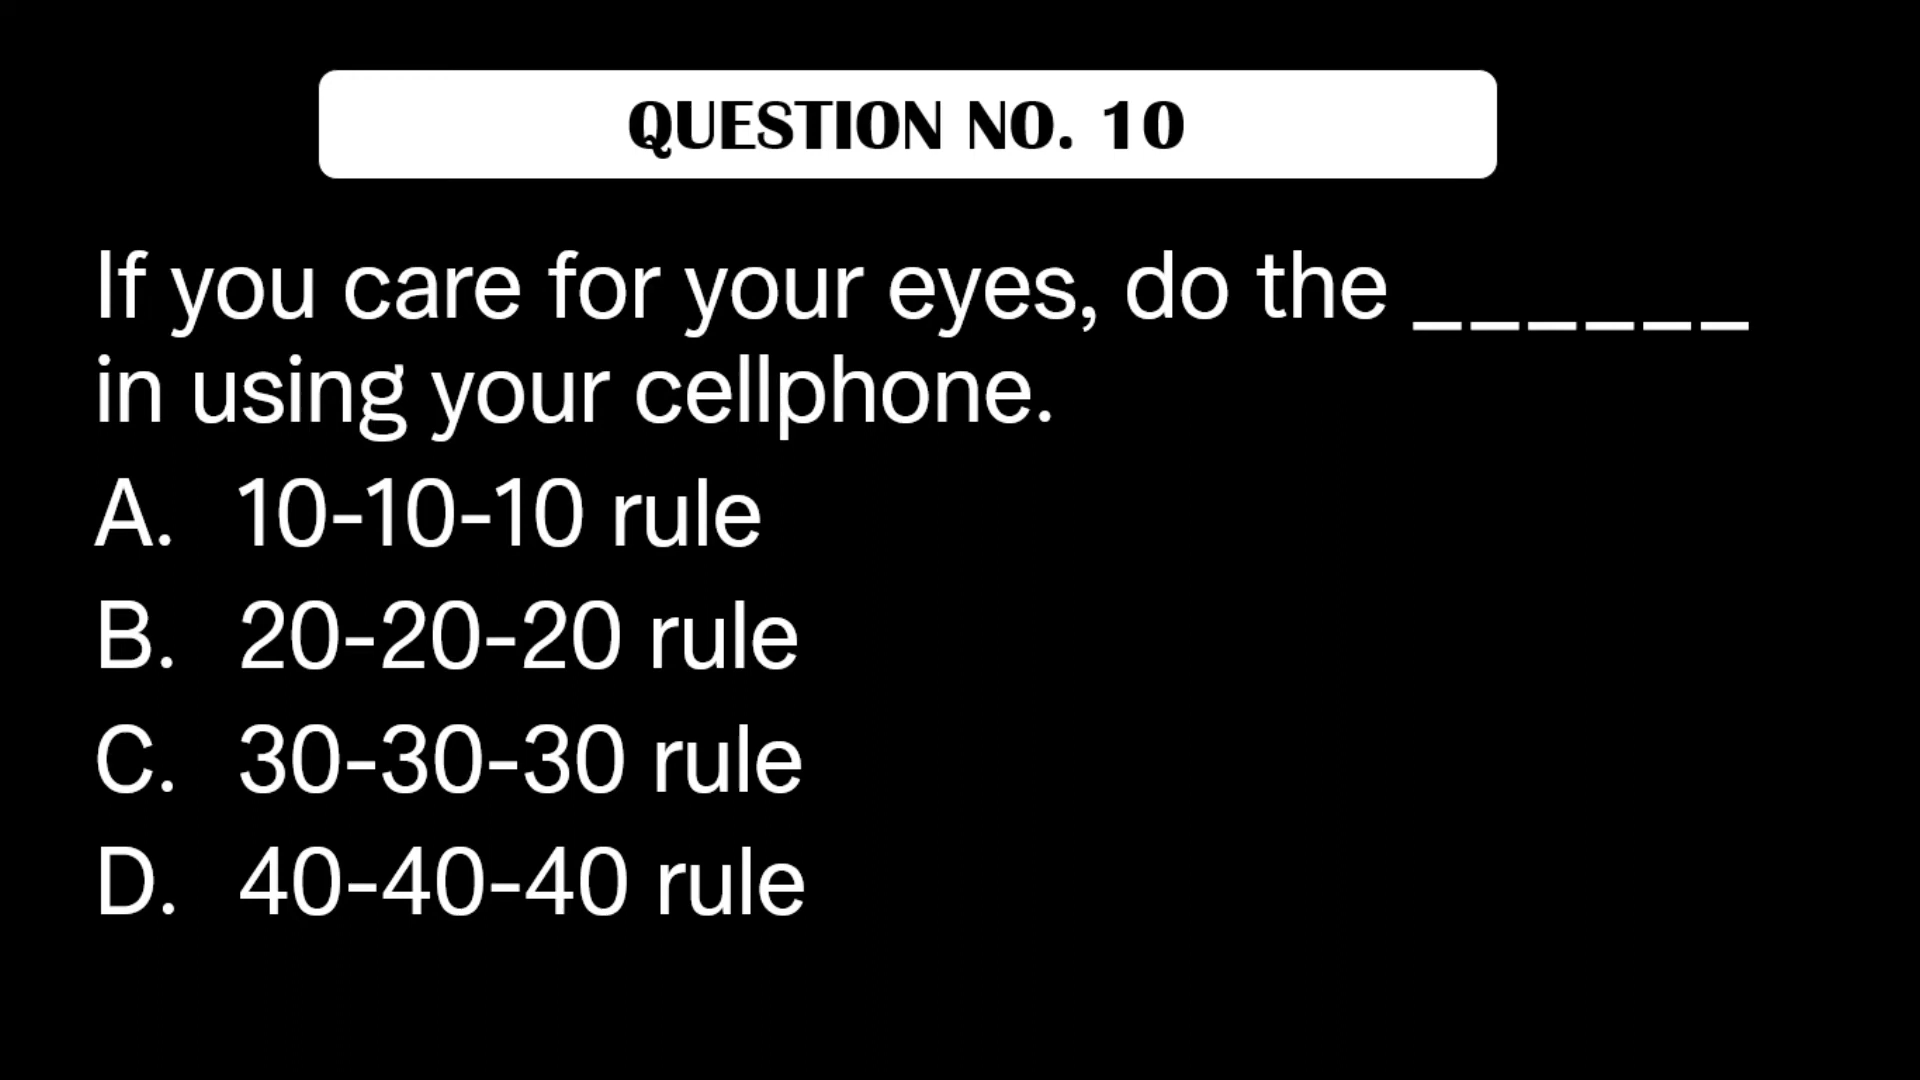 QUESTION NO. 10
If you care for your eyes, do the ______
in using your cellphone.
A. 10-10-10 rule
B. 20-20-20 rule
C. 30-30-30 rule
D. 40-40-40 rule